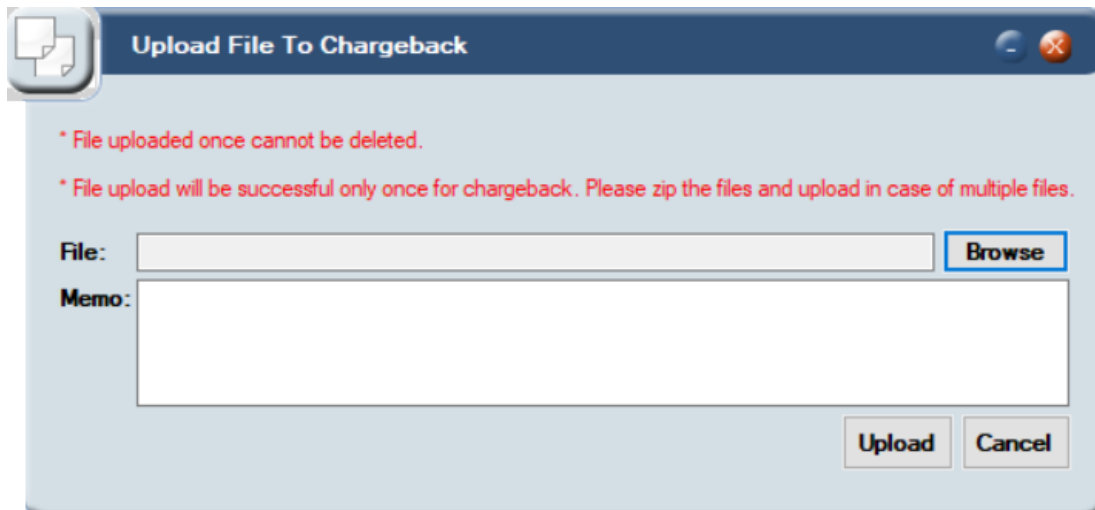 Upload File To Chargeback
* File uploaded once cannot be deleted.
* File upload will be successful only once for chargeback. Please zip the files and upload in case of multiple files.
File:
Browse
Memo:
Upload
Cancel